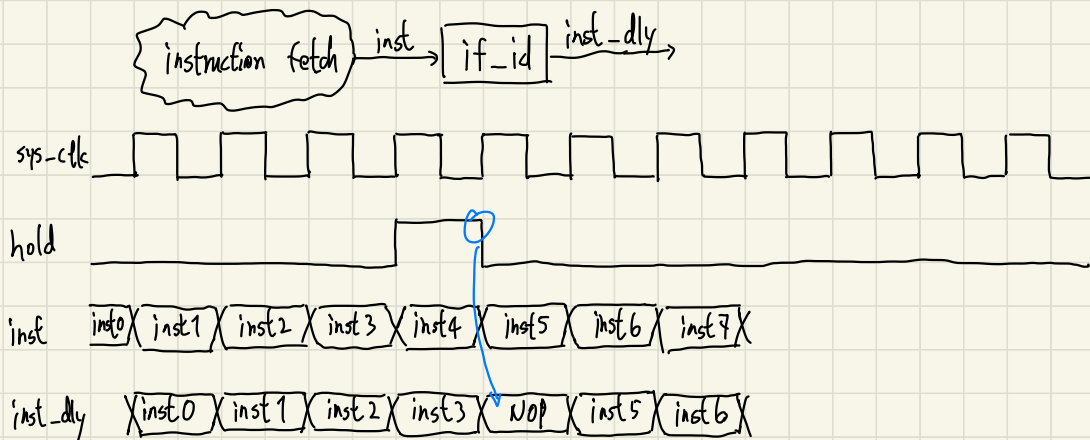 instruction fetch inst if_id inst_dly
sys_clk
hold
inst inst0 inst1 inst2 inst3 inst4 inst5 inst6 inst7
inst_dly inst0 inst1 inst2 inst3 NOP inst5 inst6